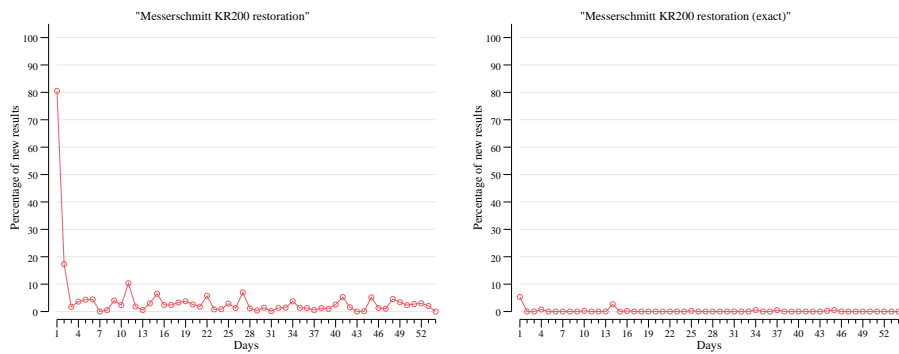 "Messerschmitt KR200 restoration"
Percentage of new results
100
90
80
70
60
50
40
30
20
10
0
1 4 7 10 13 16 19 22 25 28 31 34 37 40 43 46 49 52
Days
"Messerschmitt KR200 restoration (exact)"
Percentage of new results
100
90
80
70
60
50
40
30
20
10
0
1 4 7 10 13 16 19 22 25 28 31 34 37 40 43 46 49 52
Days